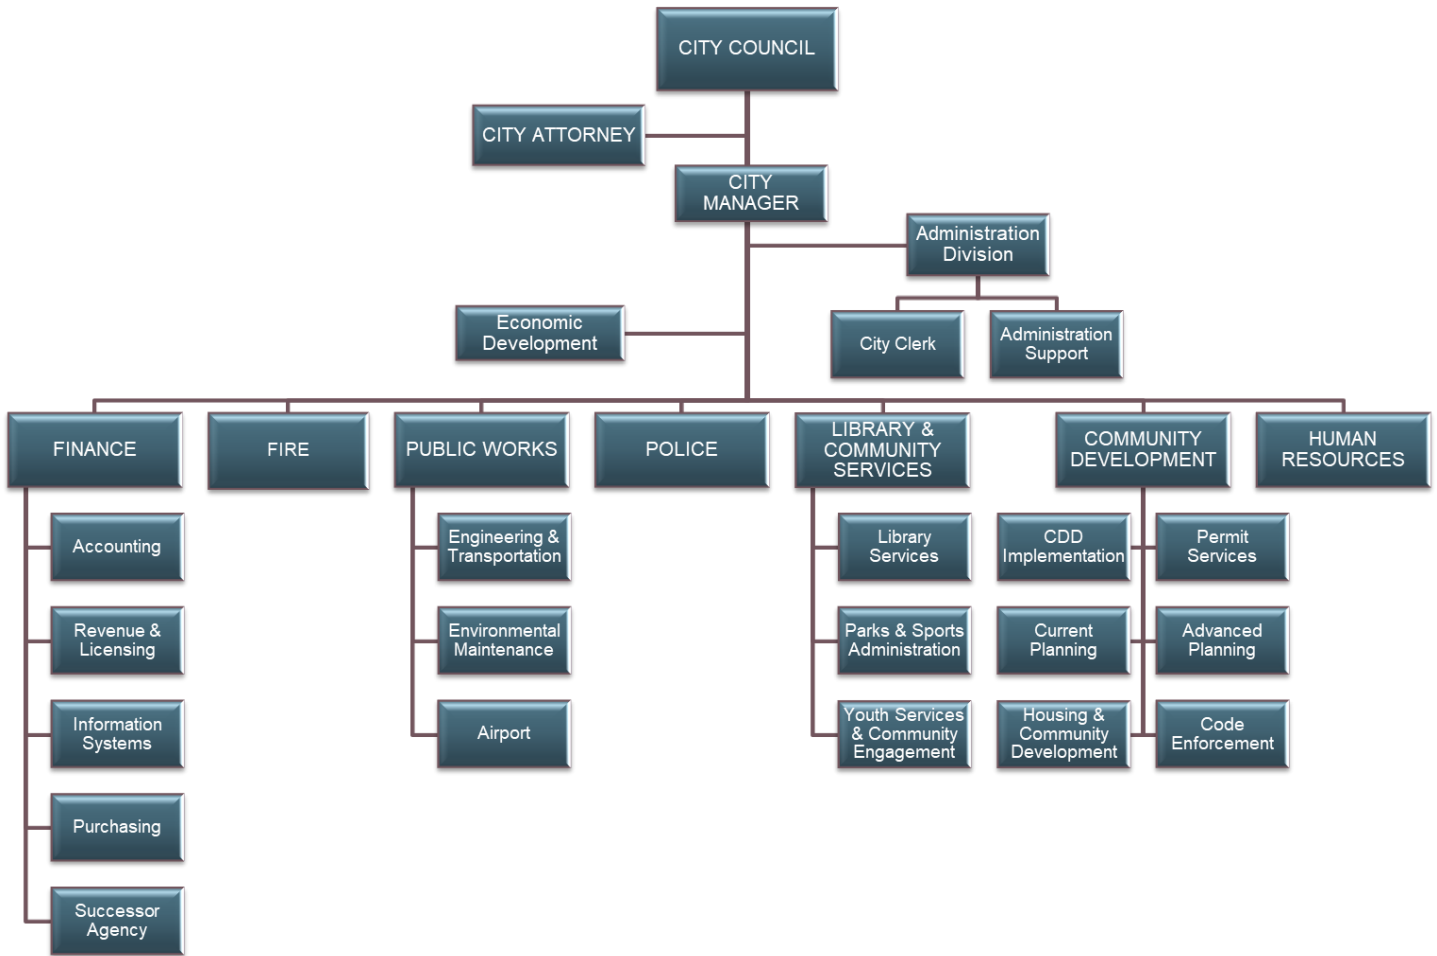 CITY COUNCIL
CITY ATTORNEY
CITY
MANAGER
Administration
Division
Economic
Development
City Clerk
Administration
Support
FINANCE
FIRE
PUBLIC WORKS
POLICE
LIBRARY &
COMMUNITY
SERVICES
COMMUNITY
DEVELOPMENT
HUMAN
RESOURCES
Accounting
Revenue &
Licensing
Information
Systems
Purchasing
Successor
Agency
Engineering &
Transportation
Environmental
Maintenance
Airport
Library
Services
Parks & Sports
Administration
Youth Services
& Community
Engagement
CDD
Implementation
Permit
Services
Current
Planning
Advanced
Planning
Housing &
Community
Development
Code
Enforcement